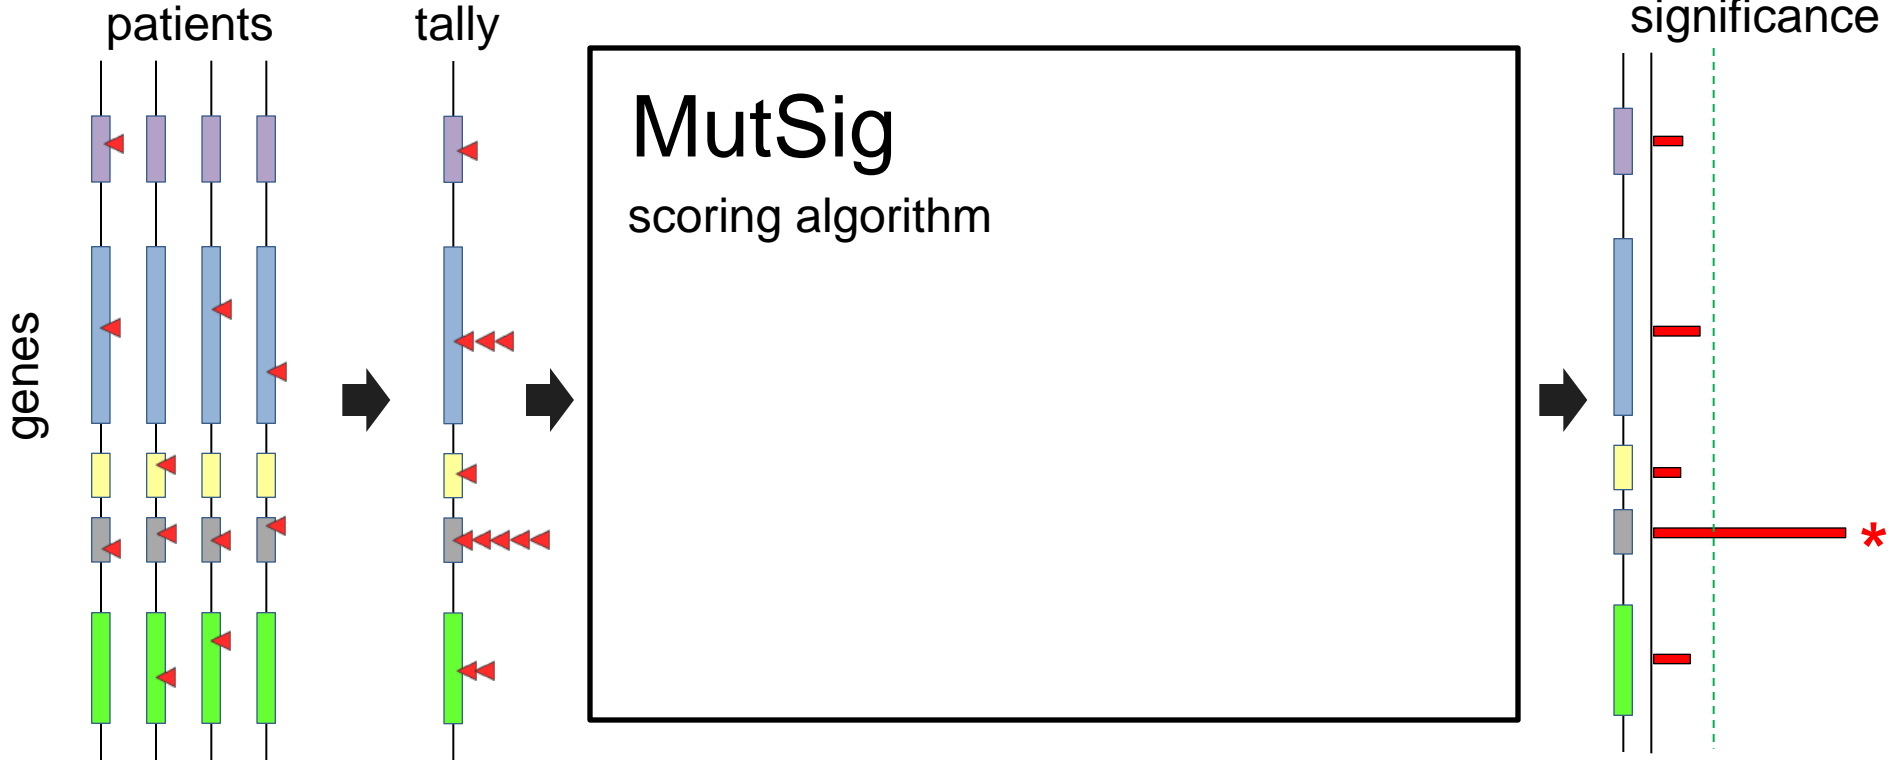 patients
tally
significance
MutSig
scoring algorithm
genes
*